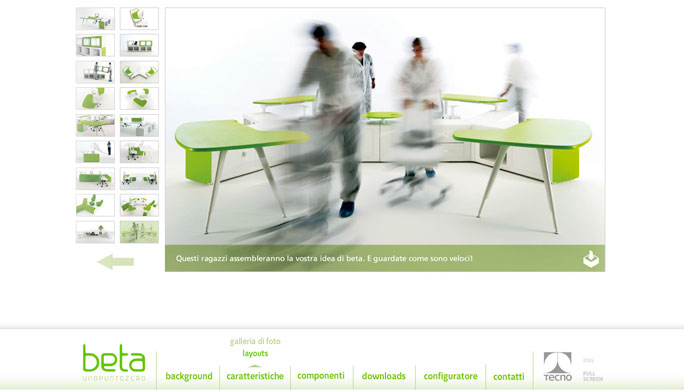 Questi ragazzi assembleranno la vostra idea di beta. E guardate come sono veloci!
galleria di foto
layouts
beta
UNOPUNTOZERO
background
caratteristiche
componenti
downloads
configuratore
contatti
TECNO
ENG
FULL
SCREEN